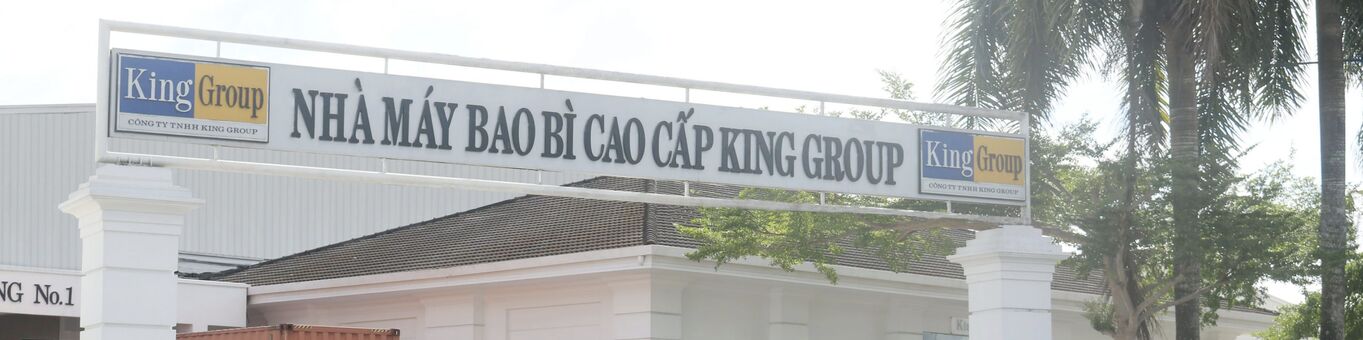 King Group
CÔNG TY TNHH KING GROUP
NHÀ MÁY BAO BÌ CAO CẤP KING GROUP
King Group
CÔNG TY TNHH KING GROUP
No.1